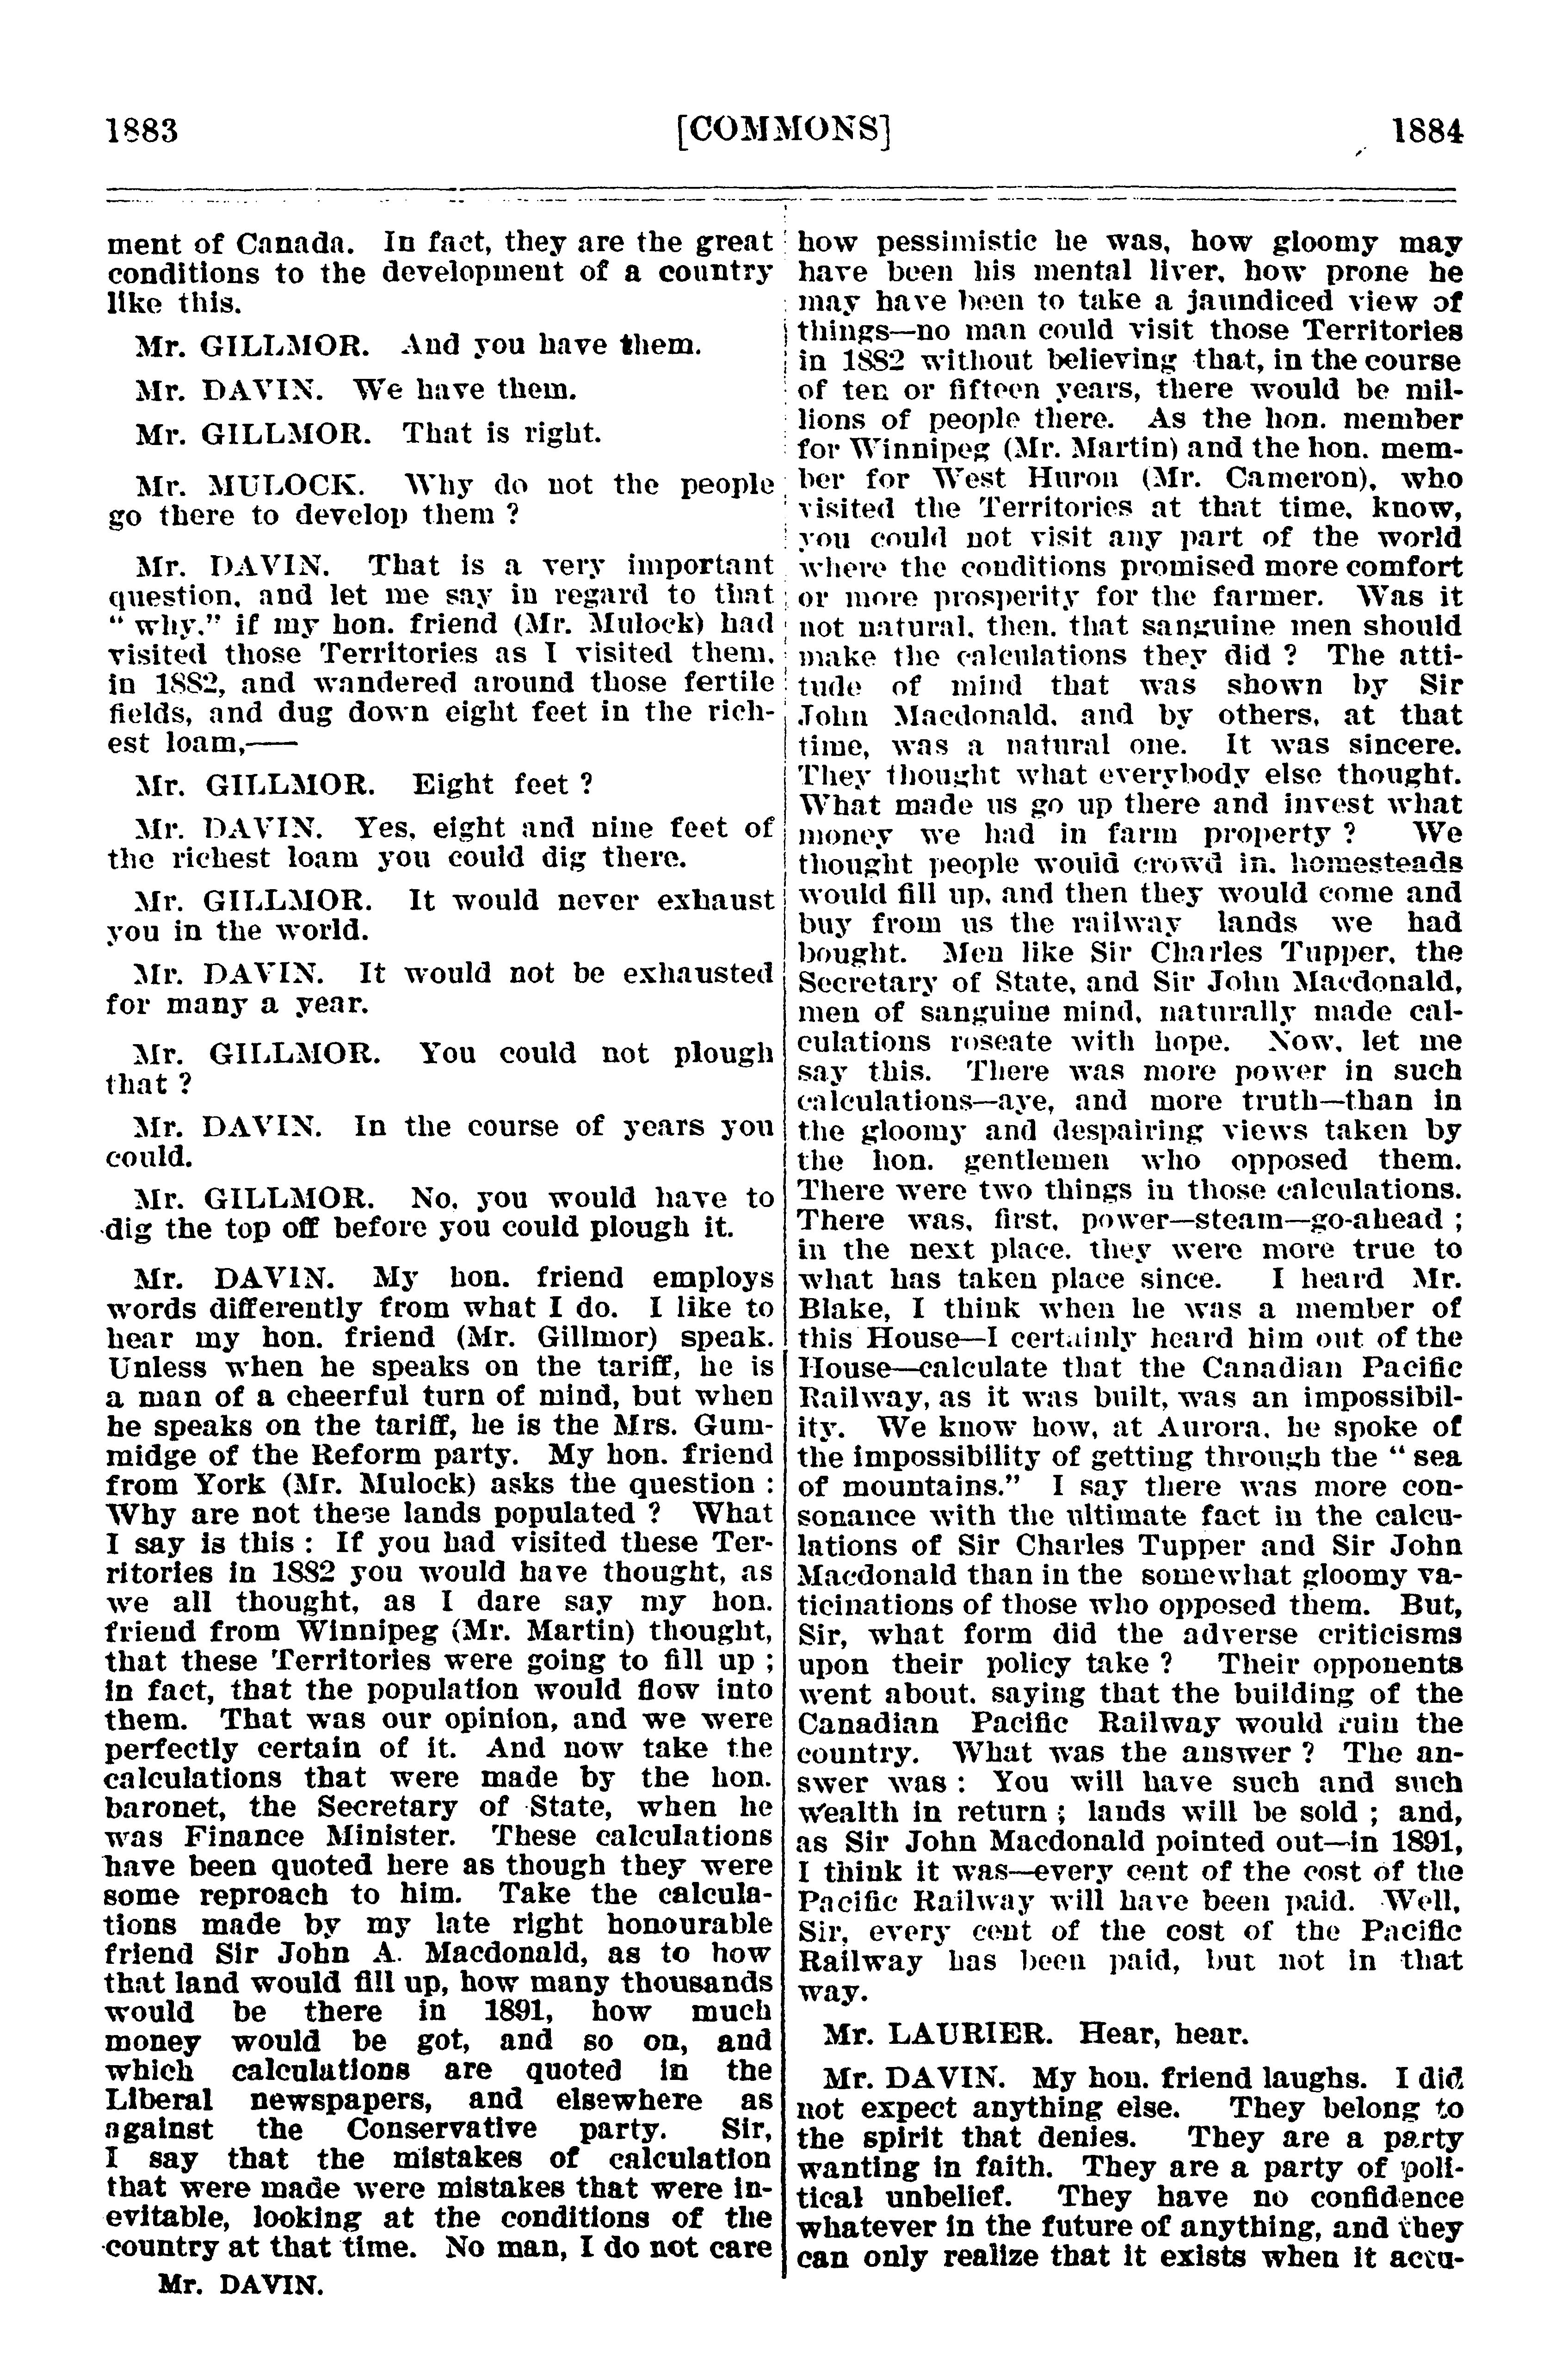 1883
[COMMONS]
1884
ment of Canada. In fact, they are the great
conditions to the development of a country
like this.
Mr. GILLMOR. And you have them.
Mr. DAVIN. We have them.
Mr. GILLMOR. That is right.
Mr. MULOCK. Why do not the people
go there to develop them ?
Mr. DAVIN. That is a very important
question, and let me say in regard to that
“ why,” if my hon. friend (Mr. Mulock) had
visited those Territories as I visited them,
in 1882, and wandered around those fertile
fields, and dug down eight feet in the rich-
est loam,——
Mr. GILLMOR. Eight feet ?
Mr. DAVIN. Yes, eight and nine feet of
the richest loam you could dig there.
Mr. GILLMOR. It would never exhaust
you in the world.
Mr. DAVIN. It would not be exhausted
for many a year.
Mr. GILLMOR. You could not plough
that ?
Mr. DAVIN. In the course of years you
could.
Mr. GILLMOR. No, you would have to
dig the top off before you could plough it.
Mr. DAVIN. My hon. friend employs
words differently from what I do. I like to
hear my hon. friend (Mr. Gillmor) speak.
Unless when he speaks on the tariff, he is
a man of a cheerful turn of mind, but when
he speaks on the tariff, he is the Mrs. Gum-
midge of the Reform party. My hon. friend
from York (Mr. Mulock) asks the question :
Why are not these lands populated ? What
I say is this : If you had visited these Ter-
ritories in 1882 you would have thought, as
we all thought, as I dare say my hon.
friend from Winnipeg (Mr. Martin) thought,
that these Territories were going to fill up ;
in fact, that the population would flow into
them. That was our opinion, and we were
perfectly certain of it. And now take the
calculations that were made by the hon.
baronet, the Secretary of State, when he
was Finance Minister. These calculations
have been quoted here as though they were
some reproach to him. Take the calcula-
tions made by my late right honourable
friend Sir John A. Macdonald, as to how
that land would fill up, how many thousands
would be there in 1891, how much
money would be got, and so on, and
which calculations are quoted in the
Liberal newspapers, and elsewhere as
against the Conservative party. Sir,
I say that the mistakes of calculation
that were made were mistakes that were in-
evitable, looking at the conditions of the
country at that time. No man, I do not care
Mr. DAVIN.
how pessimistic he was, how gloomy may
have been his mental liver, how prone he
may have been to take a jaundiced view of
things—no man could visit those Territories
in 1882 without believing that, in the course
of ten or fifteen years, there would be mil-
lions of people there. As the hon. member
for Winnipeg (Mr. Martin) and the hon. mem-
ber for West Huron (Mr. Cameron), who
visited the Territories at that time, know,
you could not visit any part of the world
where the conditions promised more comfort
or more prosperity for the farmer. Was it
not natural, then, that sanguine men should
make the calculations they did ? The atti-
tude of mind that was shown by Sir
John Macdonald, and by others, at that
time, was a natural one. It was sincere.
They thought what everybody else thought.
What made us go up there and invest what
money we had in farm property ? We
thought people would crowd in, homesteads
would fill up, and then they would come and
buy from us the railway lands we had
bought. Men like Sir Charles Tupper, the
Secretary of State, and Sir John Macdonald,
men of sanguine mind, naturally made cal-
culations roseate with hope. Now, let me
say this. There was more power in such
calculations—aye, and more truth—than in
the gloomy and despairing views taken by
the hon. gentlemen who opposed them.
There were two things in those calculations.
There was, first, power—steam—go-ahead ;
in the next place, they were more true to
what has taken place since. I heard Mr.
Blake, I think when he was a member of
this House—I certainly heard him out of the
House—calculate that the Canadian Pacific
Railway, as it was built, was an impossibil-
ity. We know how, at Aurora, he spoke of
the impossibility of getting through the “ sea
of mountains.” I say there was more con-
sonance with the ultimate fact in the calcu-
lations of Sir Charles Tupper and Sir John
Macdonald than in the somewhat gloomy va-
ticinations of those who opposed them. But,
Sir, what form did the adverse criticisms
upon their policy take ? Their opponents
went about, saying that the building of the
Canadian Pacific Railway would ruin the
country. What was the answer ? The an-
swer was : You will have such and such
wealth in return ; lands will be sold ; and,
as Sir John Macdonald pointed out—in 1891,
I think it was—every cent of the cost of the
Pacific Railway will have been paid. Well,
Sir, every cent of the cost of the Pacific
Railway has been paid, but not in that
way.
Mr. LAURIER. Hear, hear.
Mr. DAVIN. My hon. friend laughs. I did
not expect anything else. They belong to
the spirit that denies. They are a party
wanting in faith. They are a party of poli-
tical unbelief. They have no confidence
whatever in the future of anything, and they
can only realize that it exists when it actu-